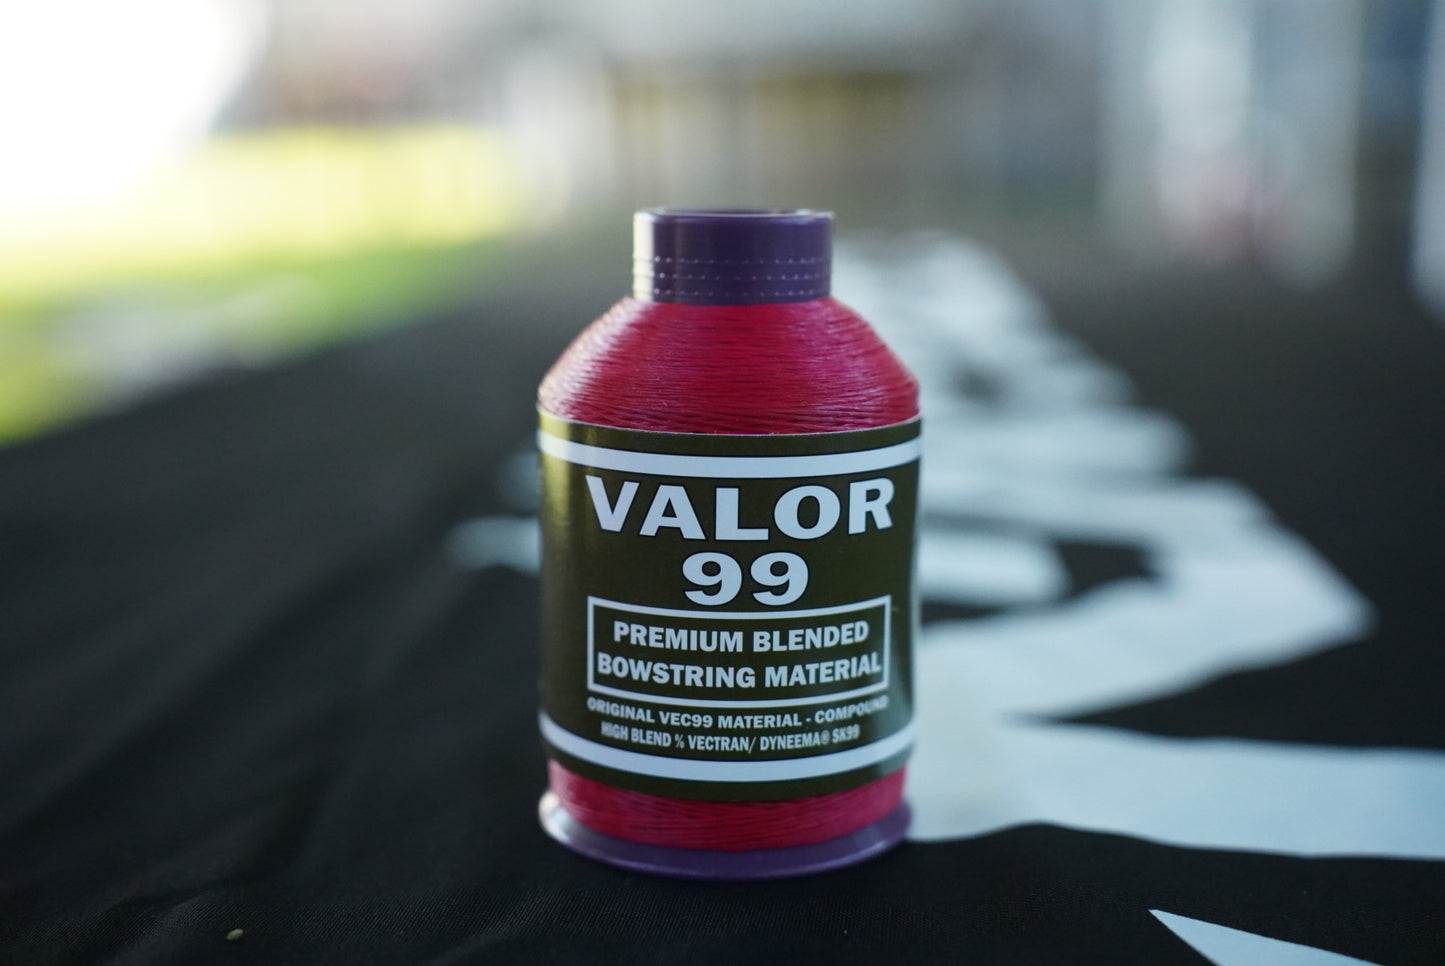 VALOR
99
PREMIUM BLENDED
BOWSTRING MATERIAL
ORIGINAL VEC99 MATERIAL - COMPOUND
HIGH BLEND % VECTRAN/ DYNEEMA® SK99